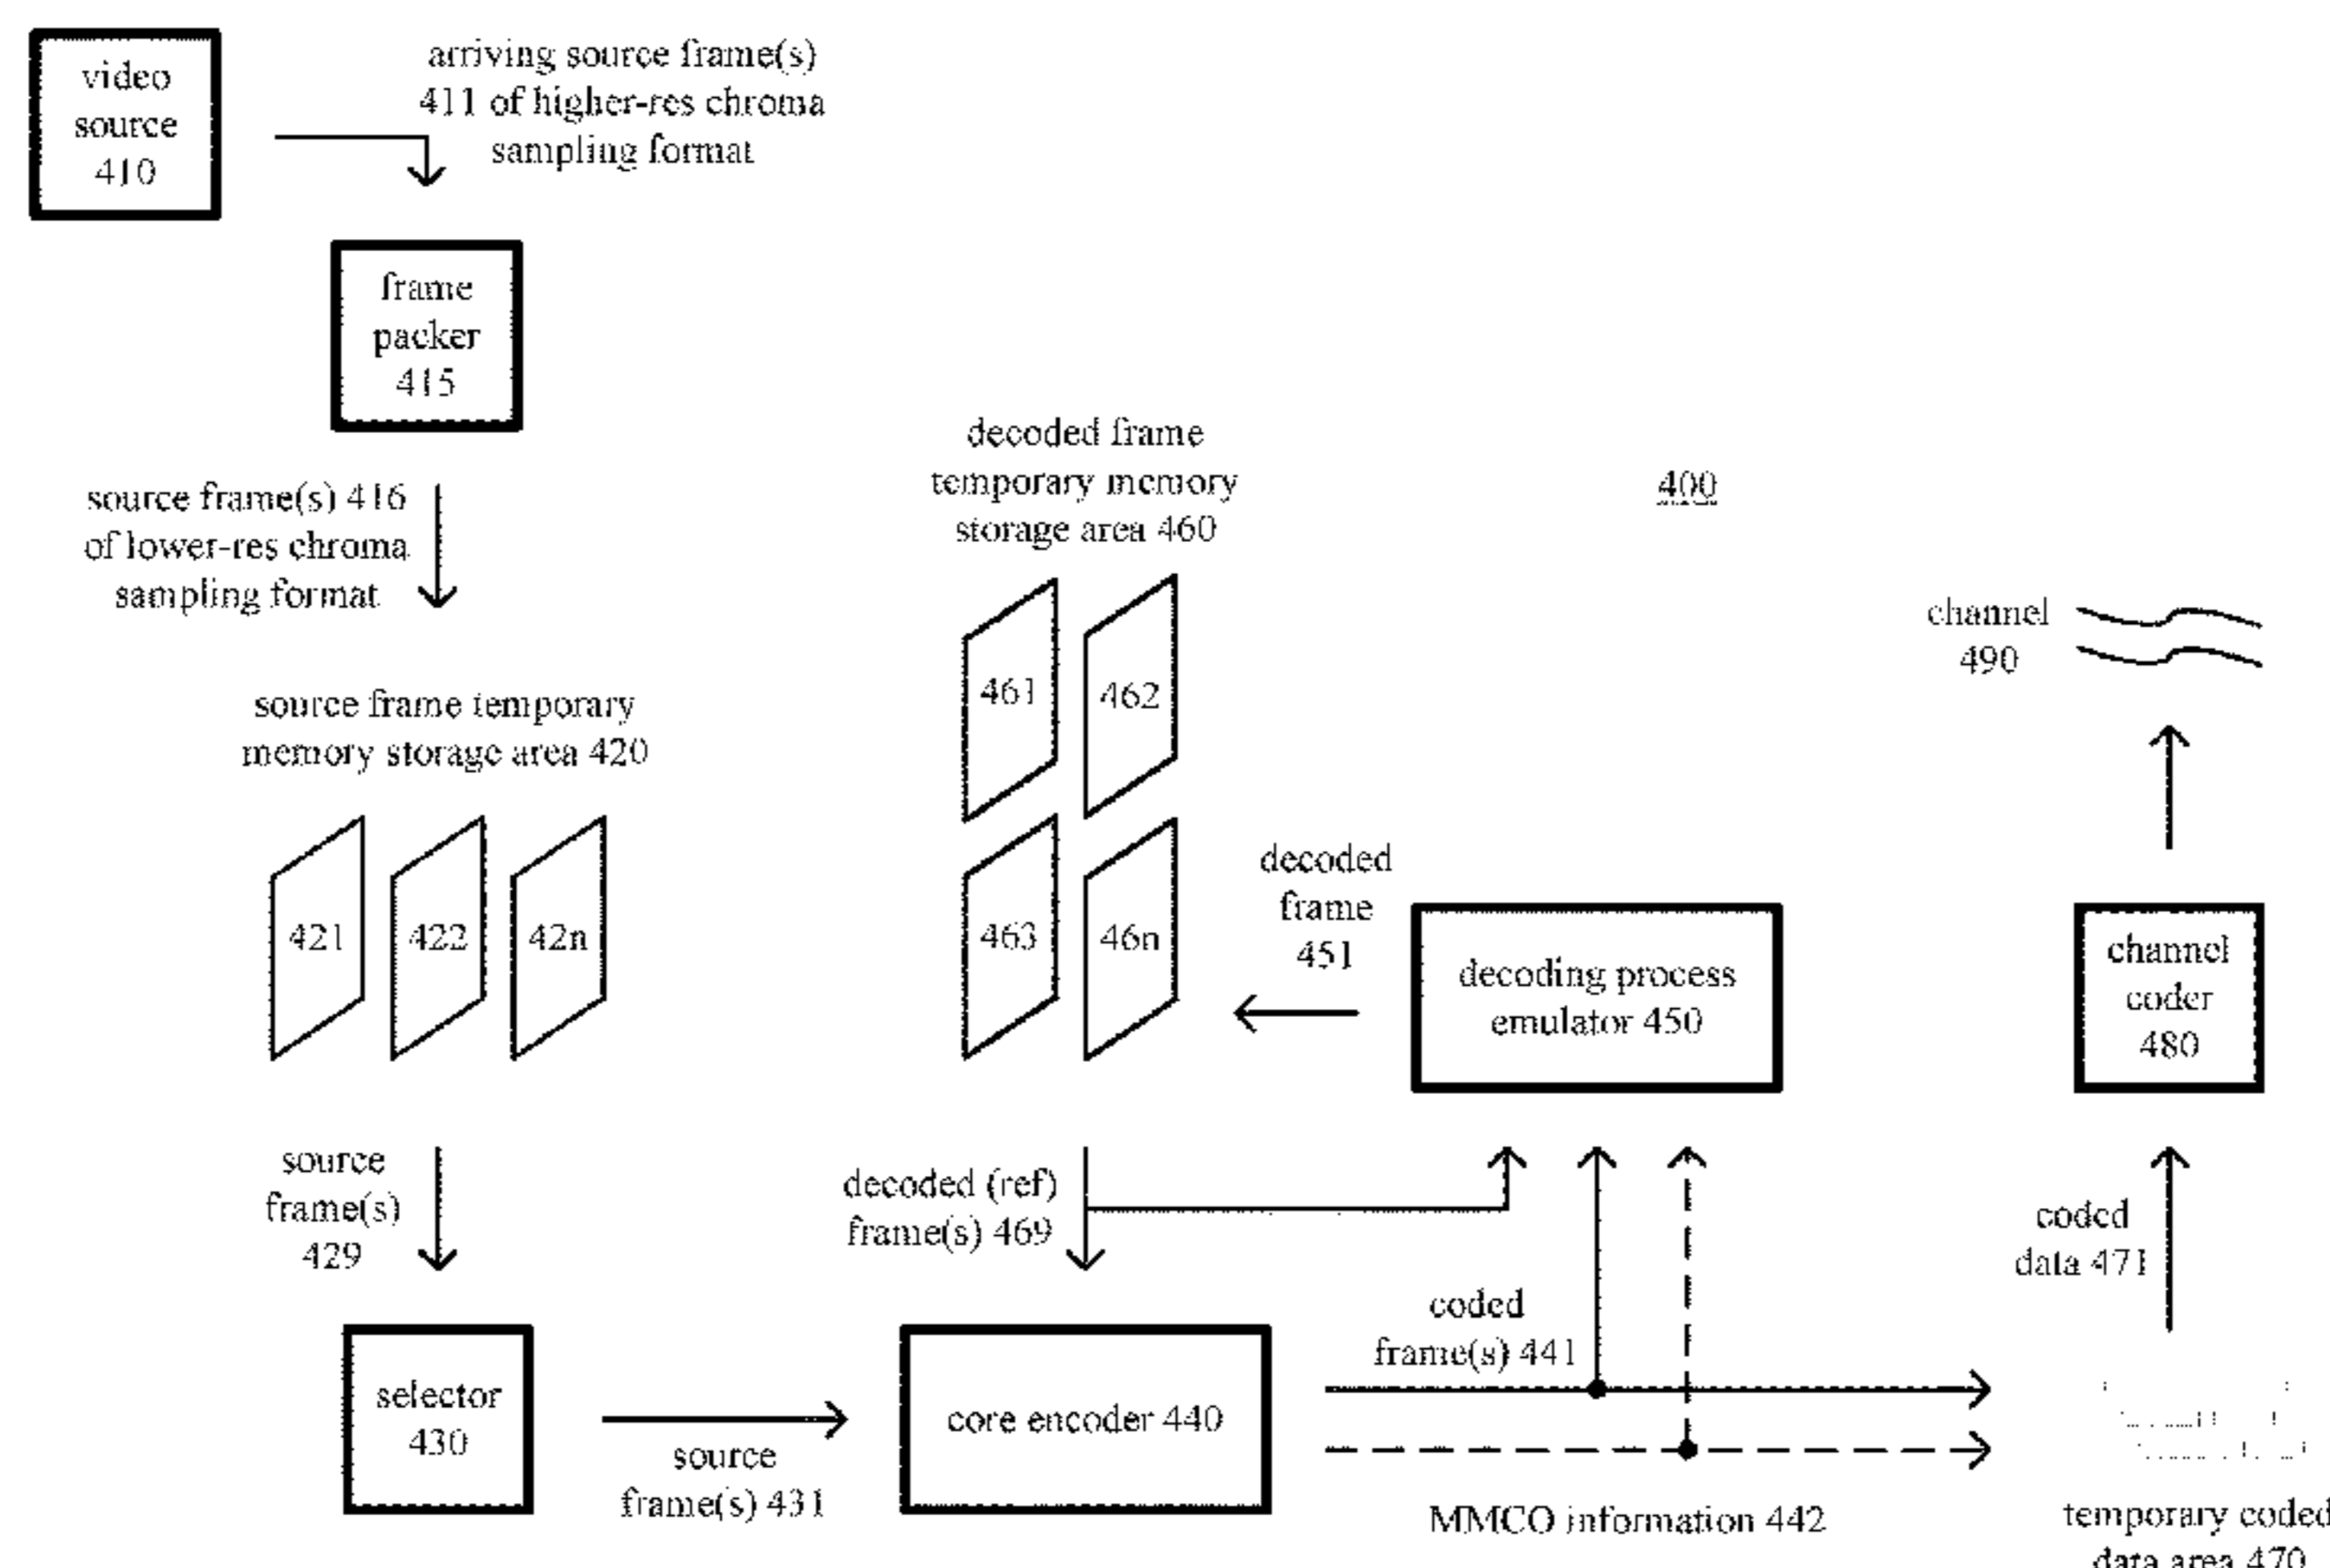 video
source
410
arriving source frame(s)
411 of higher-res chroma
sampling format
frame
packer
415
source frame(s) 416
of lower-res chroma
sampling format
source frame temporary
memory storage area 420
421
422
42n
source
frame(s)
429
selector
430
source
frame(s) 431
decoded frame
temporary memory
storage area 460
461
462
463
46n
decoded
frame
451
decoding process
emulator 450
decoded (ref)
frame(s) 469
core encoder 440
coded
frame(s) 441
MMCO information 442
400
channel
490
channel
coder
480
coded
data 471
temporary coded
data area 470